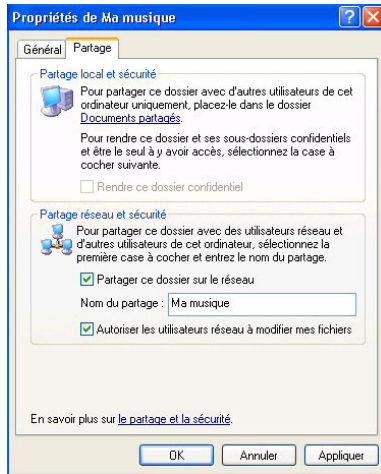 Propriétés de Ma musique
Général Partage
Partage local et sécurité
Pour partager ce dossier avec d'autres utilisateurs de cet
ordinateur uniquement, placez-le dans le dossier
Documents partagés.
Pour rendre ce dossier et ses sous-dossiers confidentiels
et être le seul à y avoir accès, sélectionnez la case à
cocher suivante.
Rendre ce dossier confidentiel
Partage réseau et sécurité
Pour partager ce dossier avec des utilisateurs réseau et
d'autres utilisateurs de cet ordinateur, sélectionnez la
première case à cocher et entrez le nom du partage.
Partager ce dossier sur le réseau
Nom du partage : Ma musique
Autoriser les utilisateurs réseau à modifier mes fichiers
En savoir plus sur le partage et la sécurité.
OK Annuler Appliquer